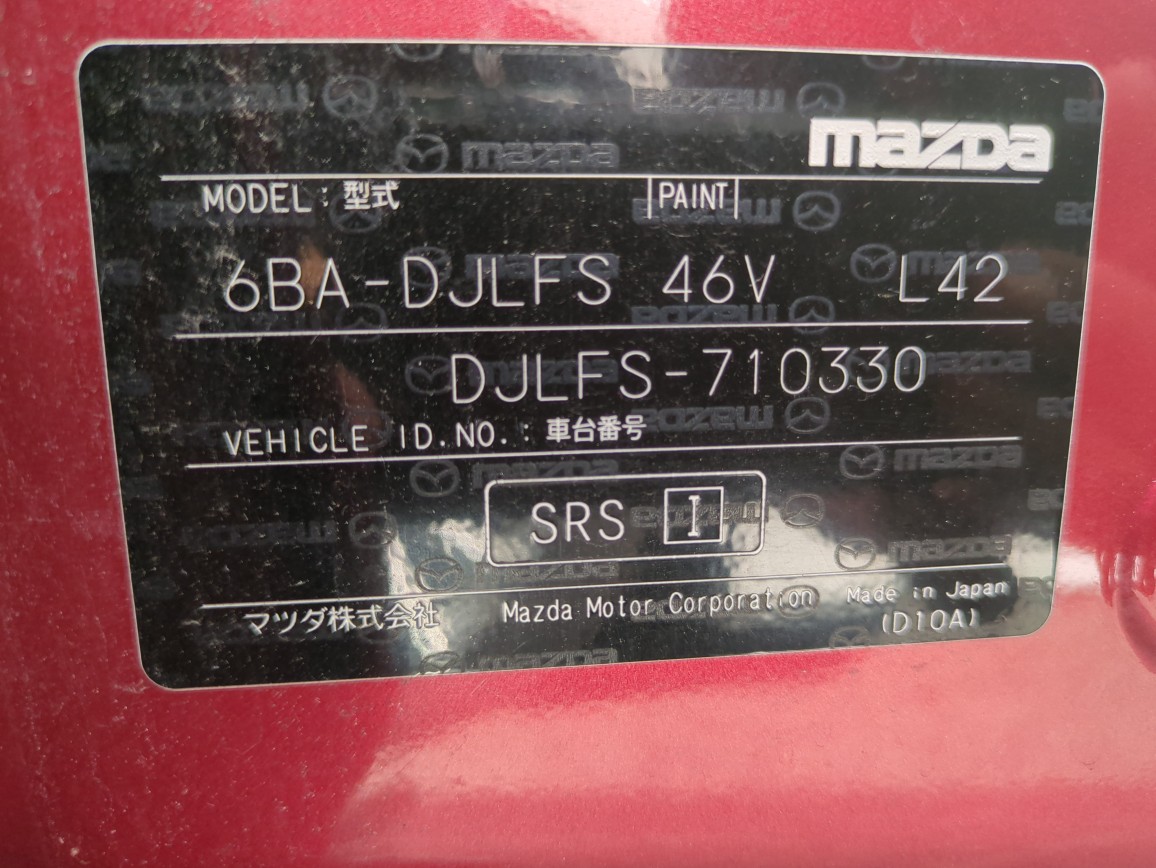 mazda
MODEL : 型式 PAINT
6BA-DJLFS 46V L42
DJLFS-710330
VEHICLE ID.NO. : 車台番号
SRS I
マツダ株式会社 Mazda Motor Corporation Made in Japan
(D10A)